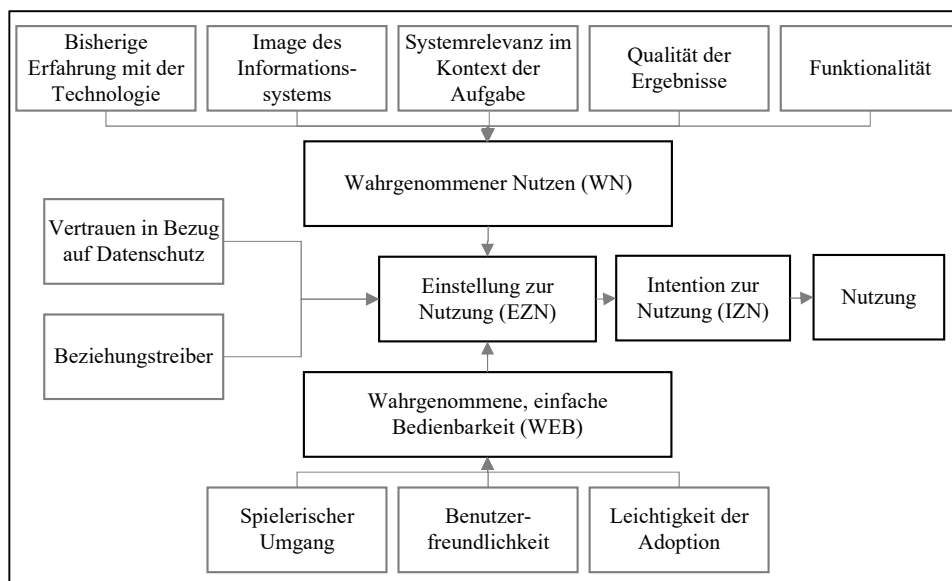 Bisherige
Erfahrung mit der
Technologie
Image des
Informations-
systems
Systemrelevanz im
Kontext der
Aufgabe
Qualität der
Ergebnisse
Funktionalität
Wahrgenommener Nutzen (WN)
Vertrauen in Bezug
auf Datenschutz
Einstellung zur
Nutzung (EZN)
Intention zur
Nutzung (IZN)
Nutzung
Beziehungstreiber
Wahrgenommene, einfache
Bedienbarkeit (WEB)
Spielerischer
Umgang
Benutzer-
freundlichkeit
Leichtigkeit der
Adoption